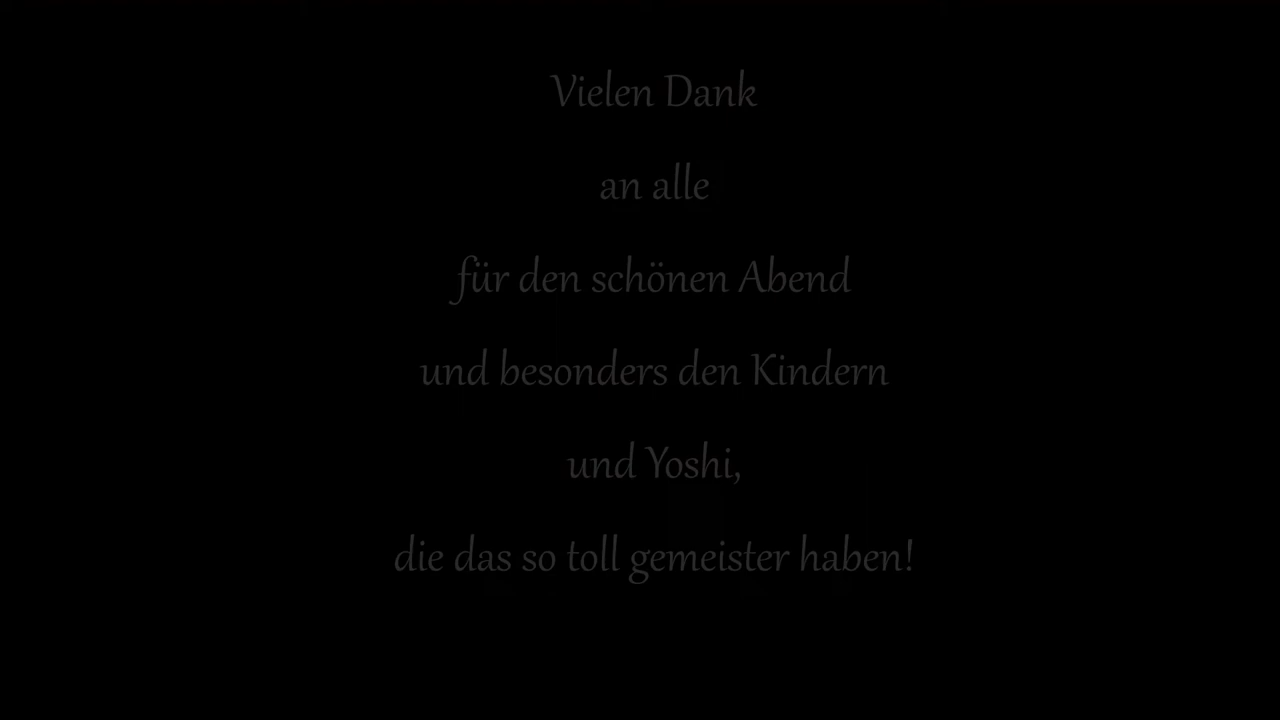 Vielen Dank
an alle
für den schönen Abend
und besonders den Kindern
und Yoshi,
die das so toll gemeister haben!